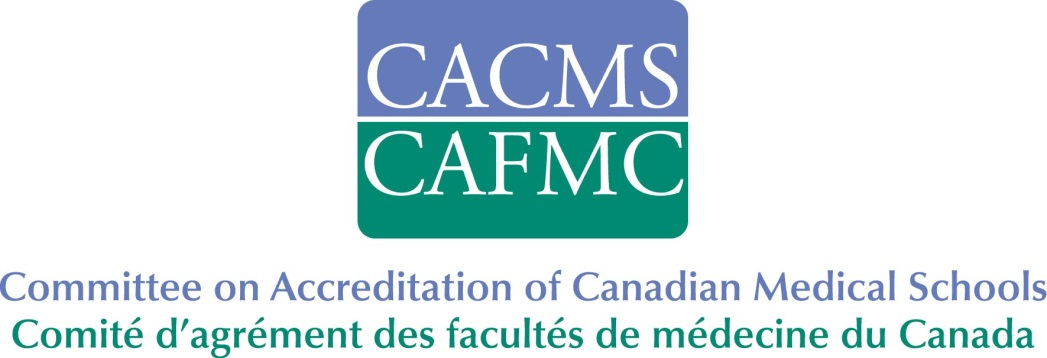 CACMS
CAFMC
Committee on Accreditation of Canadian Medical Schools
Comité d'agrément des facultés de médecine du Canada